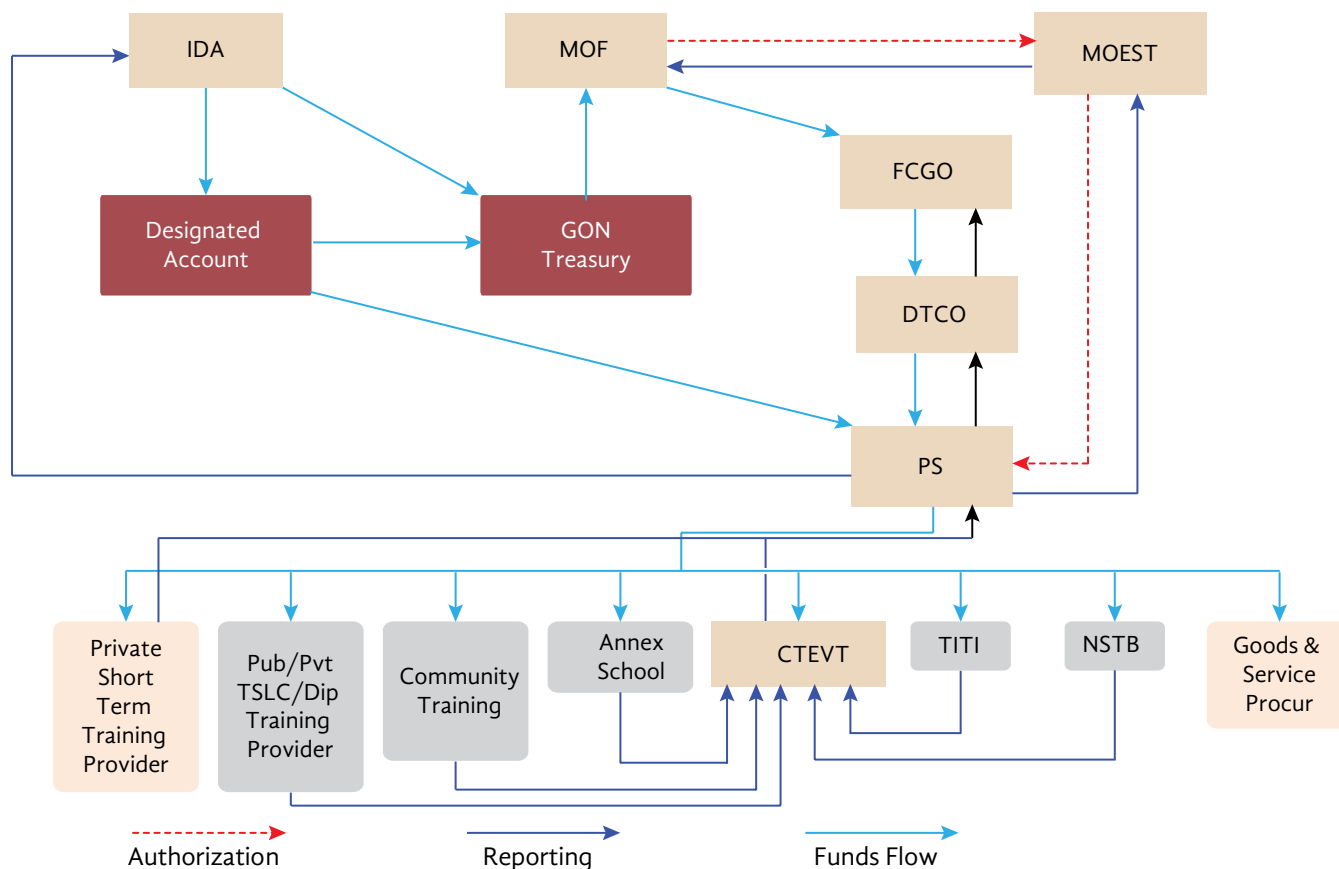 IDA
MOF
MOEST
FCGO
Designated
Account
GON
Treasury
DTCO
PS
Private
Short
Term
Training
Provider
Pub/Pvt
TSLC/Dip
Training
Provider
Community
Training
Annex
School
CTEVT
TITI
NSTB
Goods &
Service
Procur
Authorization
Reporting
Funds Flow